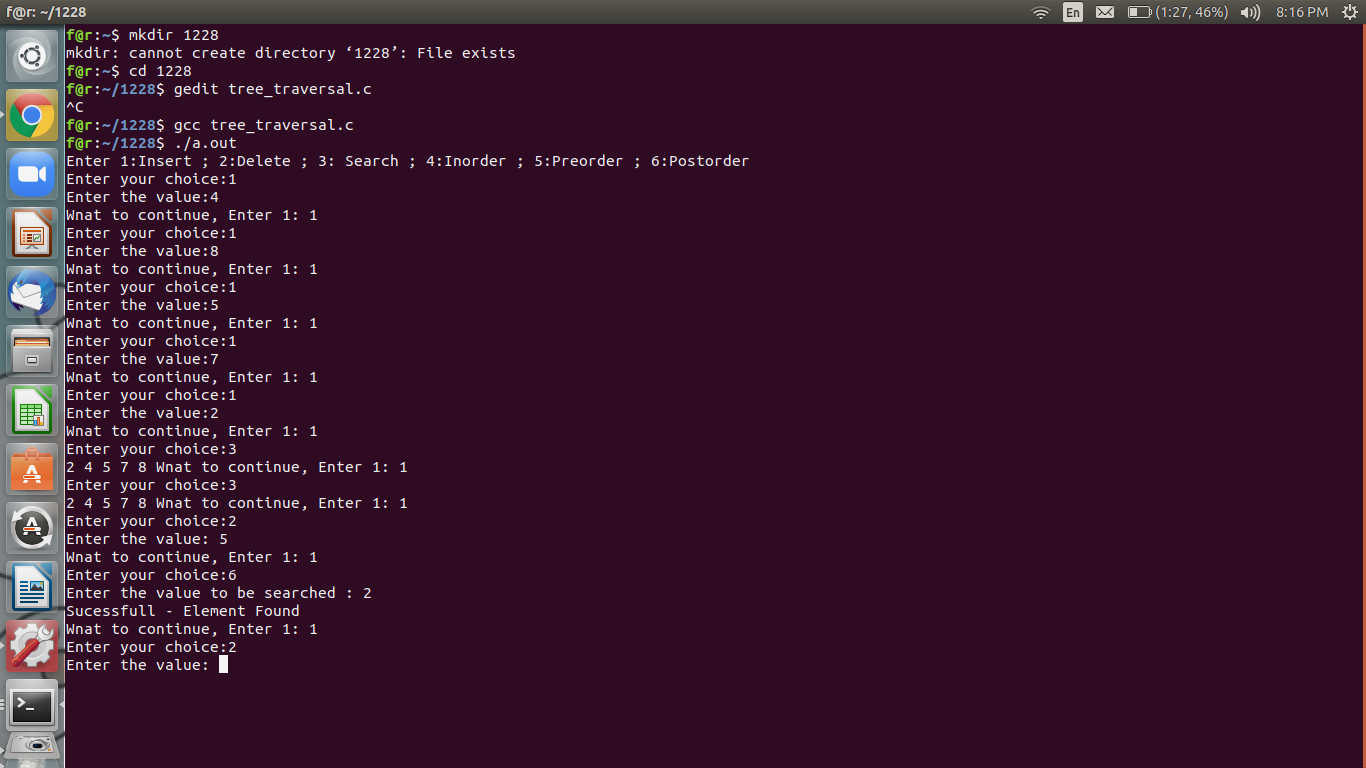 f@r: ~/1228
En
(1:27, 46%)
8:16 PM
f@r:~$ mkdir 1228
mkdir: cannot create directory ‘1228’: File exists
f@r:~$ cd 1228
f@r:~/1228$ gedit tree_traversal.c
^C
f@r:~/1228$ gcc tree_traversal.c
f@r:~/1228$ ./a.out
Enter 1:Insert ; 2:Delete ; 3: Search ; 4:Inorder ; 5:Preorder ; 6:Postorder
Enter your choice:1
Enter the value:4
Wnat to continue, Enter 1: 1
Enter your choice:1
Enter the value:8
Wnat to continue, Enter 1: 1
Enter your choice:1
Enter the value:5
Wnat to continue, Enter 1: 1
Enter your choice:1
Enter the value:7
Wnat to continue, Enter 1: 1
Enter your choice:1
Enter the value:2
Wnat to continue, Enter 1: 1
Enter your choice:3
2 4 5 7 8 Wnat to continue, Enter 1: 1
Enter your choice:3
2 4 5 7 8 Wnat to continue, Enter 1: 1
Enter your choice:2
Enter the value: 5
Wnat to continue, Enter 1: 1
Enter your choice:6
Enter the value to be searched : 2
Sucessfull - Element Found
Wnat to continue, Enter 1: 1
Enter your choice:2
Enter the value: